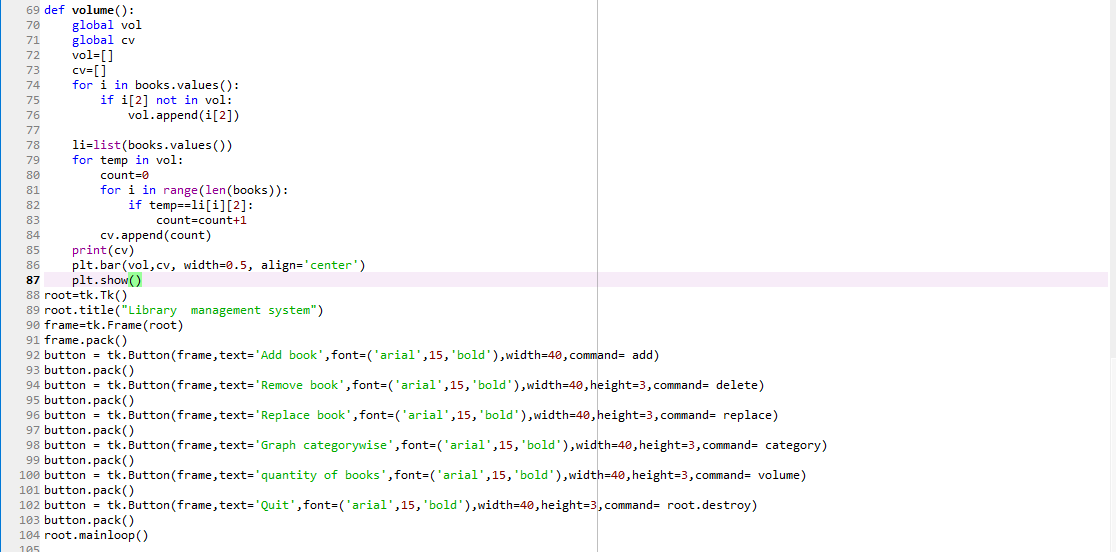 69 def volume():
70     global vol
71     global cv
72     vol=[]
73     cv=[]
74     for i in books.values():
75         if i[2] not in vol:
76             vol.append(i[2])
77
78     li=list(books.values())
79     for temp in vol:
80         count=0
81         for i in range(len(books)):
82             if temp==li[i][2]:
83                 count=count+1
84         cv.append(count)
85     print(cv)
86     plt.bar(vol,cv, width=0.5, align='center')
87     plt.show()
88 root=tk.Tk()
89 root.title("Library  management system")
90 frame=tk.Frame(root)
91 frame.pack()
92 button = tk.Button(frame,text='Add book',font=('arial',15,'bold'),width=40,command= add)
93 button.pack()
94 button = tk.Button(frame,text='Remove book',font=('arial',15,'bold'),width=40,height=3,command= delete)
95 button.pack()
96 button = tk.Button(frame,text='Replace book',font=('arial',15,'bold'),width=40,height=3,command= replace)
97 button.pack()
98 button = tk.Button(frame,text='Graph categorywise',font=('arial',15,'bold'),width=40,height=3,command= category)
99 button.pack()
100 button = tk.Button(frame,text='quantity of books',font=('arial',15,'bold'),width=40,height=3,command= volume)
101 button.pack()
102 button = tk.Button(frame,text='Quit',font=('arial',15,'bold'),width=40,height=3,command= root.destroy)
103 button.pack()
104 root.mainloop()
105